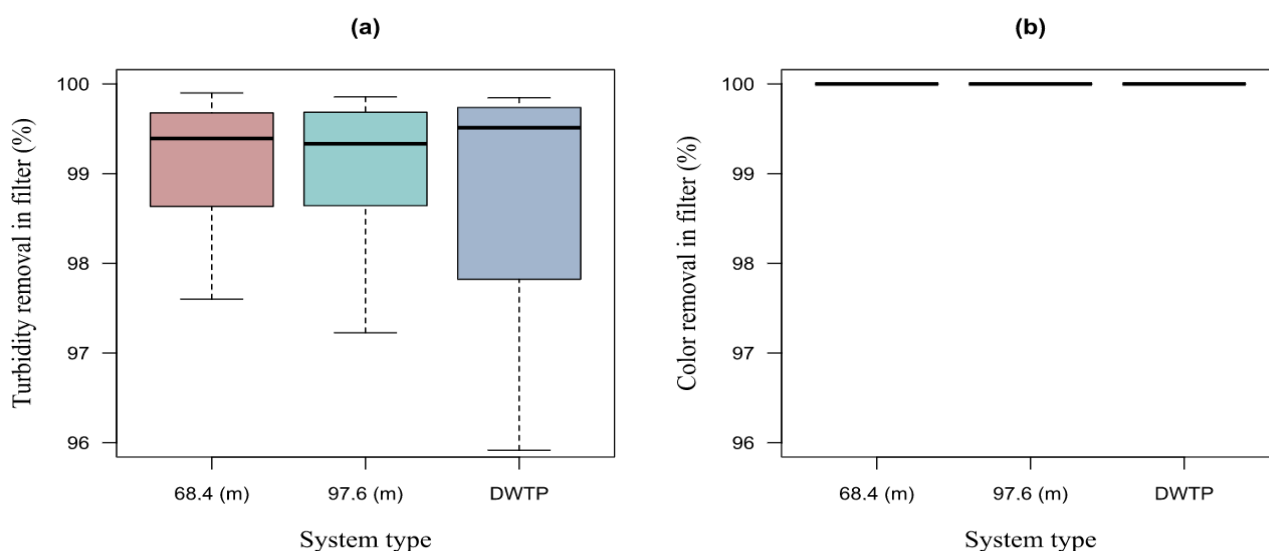 (a)
Turbidity removal in filter (%)
100
99
98
97
96
68.4 (m) 97.6 (m) DWTP
System type
(b)
Color removal in filter (%)
100
99
98
97
96
68.4 (m) 97.6 (m) DWTP
System type